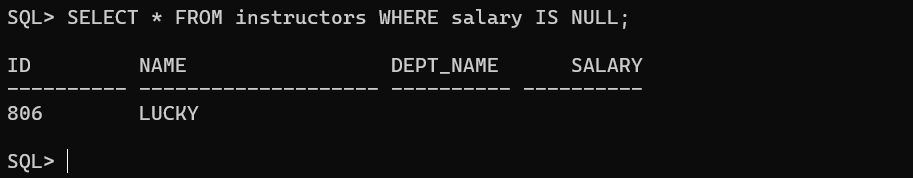 SQL> SELECT * FROM instructors WHERE salary IS NULL;
ID         NAME                 DEPT_NAME      SALARY
---------- -------------------- ---------- ----------
806        LUCKY
SQL>